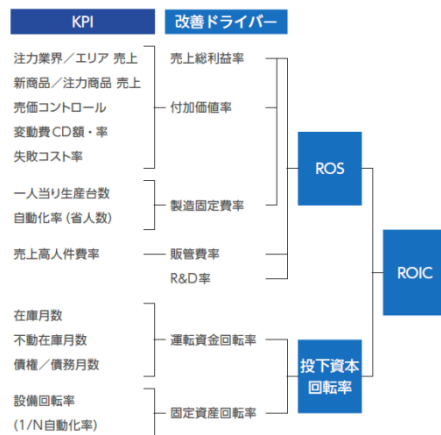 KPI
改善ドライバー
注力業界／エリア 売上
新商品／注力商品 売上
売価コントロール
変動費CD額・率
失敗コスト率
一人当り生産台数
自動化率（省人数）
売上高人件費率
在庫月数
不動在庫月数
債権／債務月数
設備回転率
（1/N自動化率）
売上総利益率
付加価値率
製造固定費率
販管費率
R&D率
運転資金回転率
固定資産回転率
ROS
投下資本
回転率
ROIC